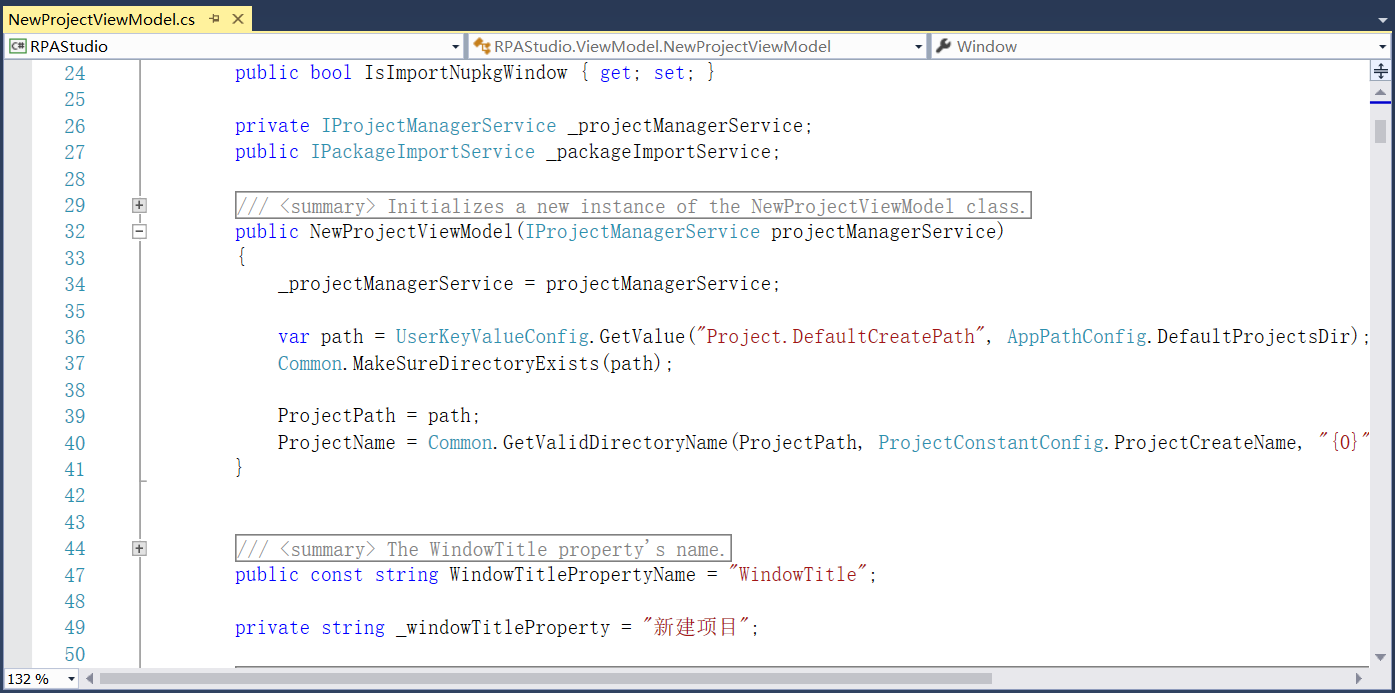 NewProjectViewModel.cs
C# RPAStudio RPAStudio.ViewModel.NewProjectViewModel Window
24 public bool IsImportNupkgWindow { get; set; }
25
26 private IProjectManagerService _projectManagerService;
27 public IPackageImportService _packageImportService;
28
29 /// <summary> Initializes a new instance of the NewProjectViewModel class.
32 public NewProjectViewModel(IProjectManagerService projectManagerService)
33 {
34 _projectManagerService = projectManagerService;
35
36 var path = UserKeyValueConfig.GetValue("Project.DefaultCreatePath", AppPathConfig.DefaultProjectsDir);
37 Common.MakeSureDirectoryExists(path);
38
39 ProjectPath = path;
40 ProjectName = Common.GetValidDirectoryName(ProjectPath, ProjectConstantConfig.ProjectCreateName, "{0}"
41 }
42
43
44 /// <summary> The WindowTitle property's name.
47 public const string WindowTitlePropertyName = "WindowTitle";
48
49 private string _windowTitleProperty = "新建项目";
50
132 %